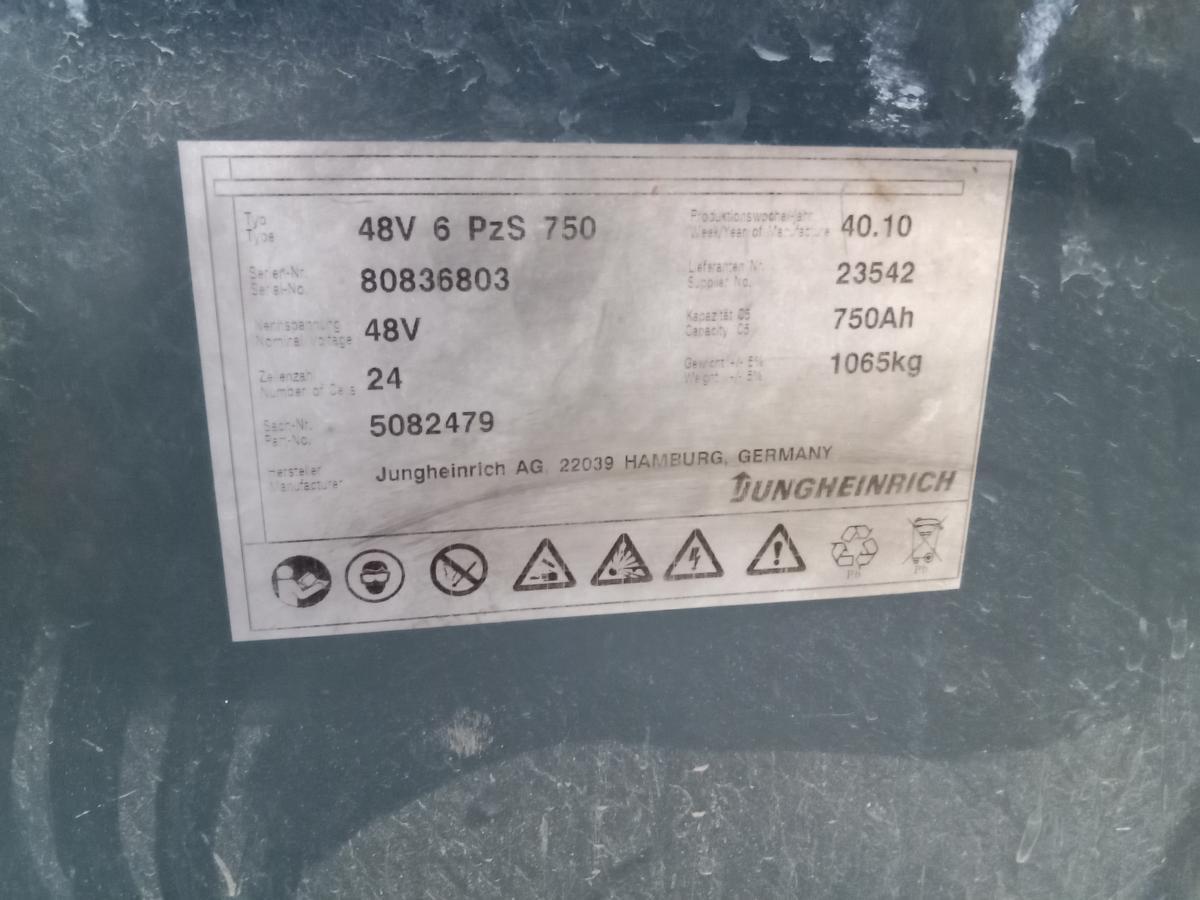 Typ
Type
48V 6 PzS 750
Produktionswoche/-jahr
Week/Year of Manufacture
40.10
Serien-Nr.
Serial-No.
80836803
Lieferanten Nr.
Supplier No.
23542
Nennspannung
Nominal Voltage
48V
Kapazität C5
Capacity C5
750Ah
Zellenzahl
Number of Cells
24
Gewicht +/- 5%
Weight +/- 5%
1065kg
Sach-Nr.
Part-No.
5082479
Hersteller
Manufacturer
Jungheinrich AG, 22039 HAMBURG, GERMANY
JUNGHEINRICH
Pb
Pb